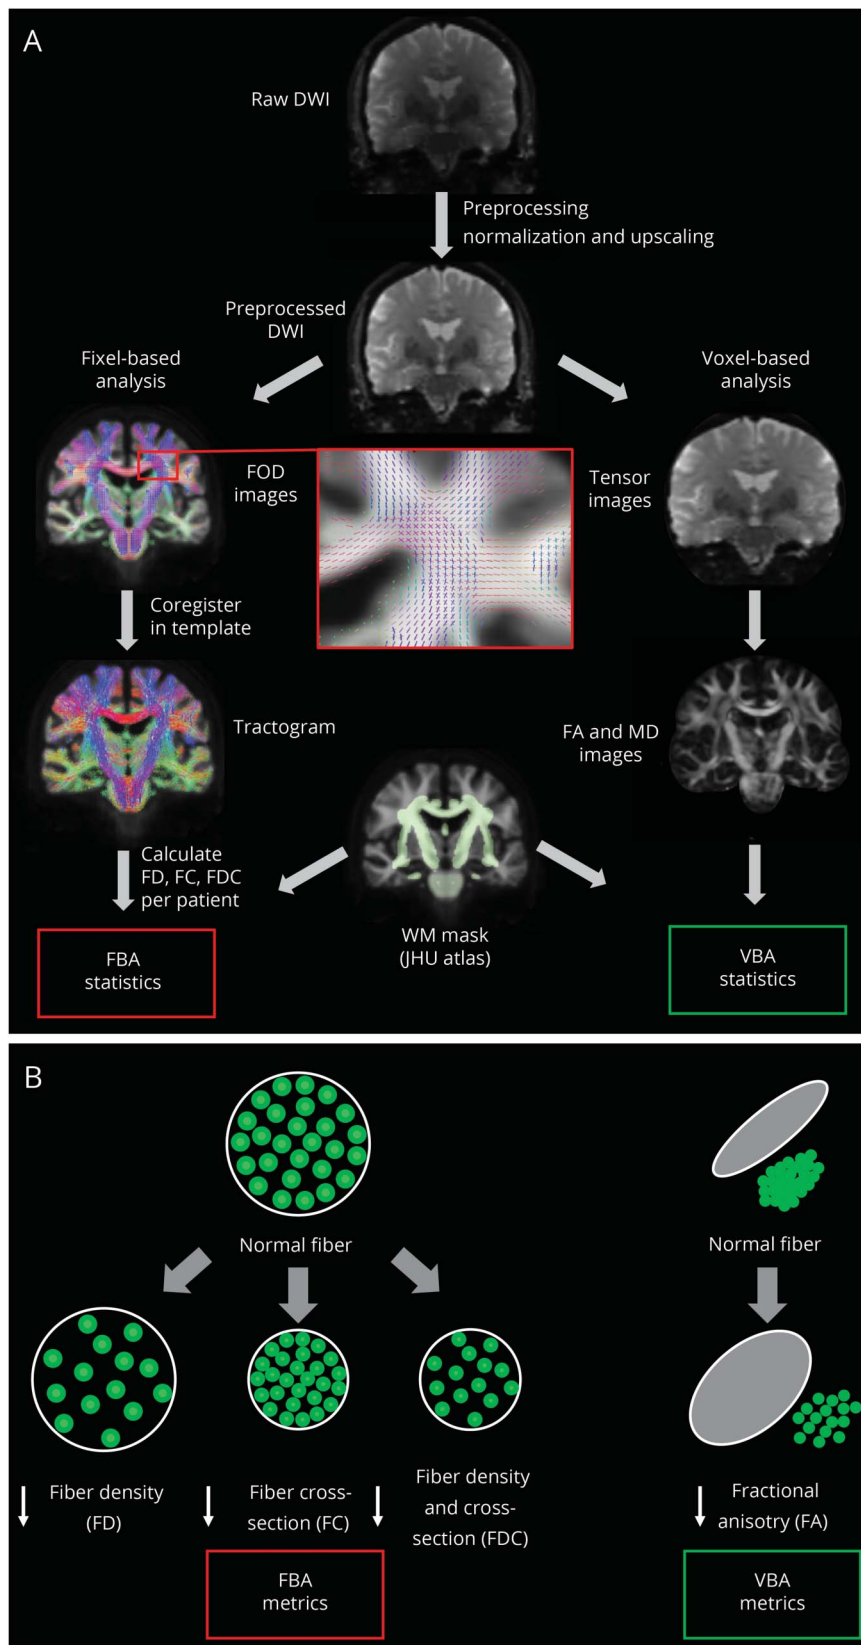 A
Raw DWI
Preprocessing
normalization and upscaling
Preprocessed
DWI
Fixel-based
analysis
Voxel-based
analysis
FOD
images
Tensor
images
Coregister
in template
Tractogram
FA and MD
images
Calculate
FD, FC, FDC
per patient
WM mask
(JHU atlas)
FBA
statistics
VBA
statistics
B
Normal fiber
Normal fiber
Fiber density
(FD)
Fiber cross-
section (FC)
Fiber density
and cross-
section (FDC)
Fractional
anisotry (FA)
FBA
metrics
VBA
metrics